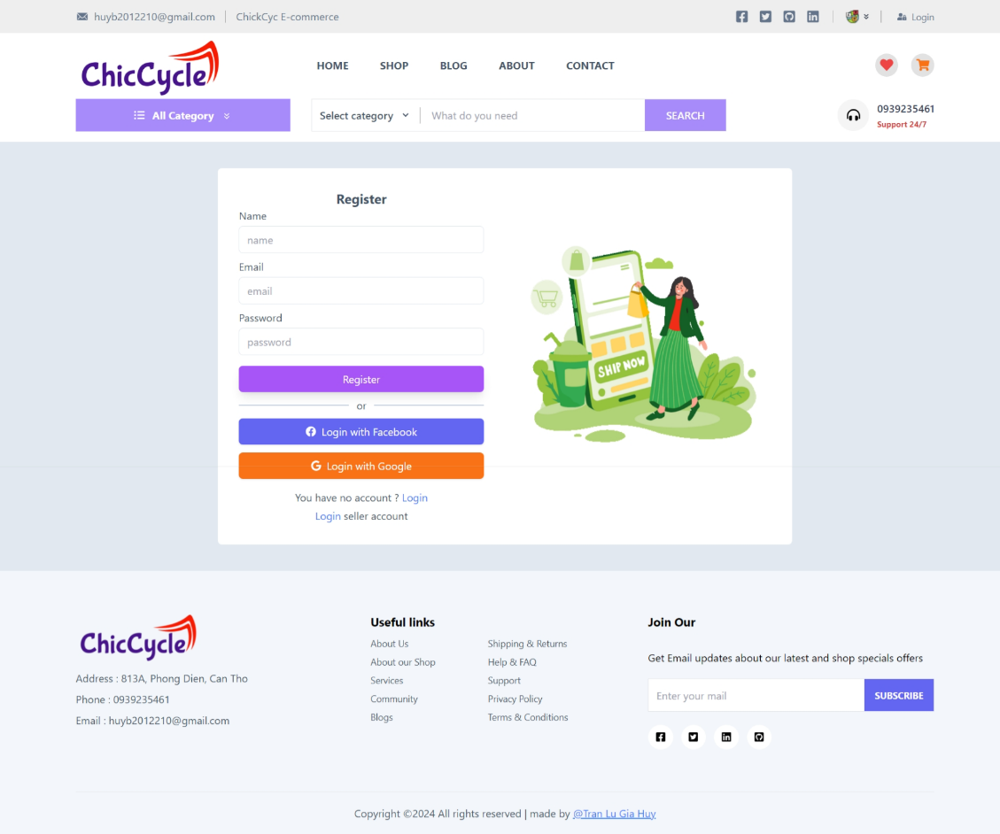 huyb2012210@gmail.com ChickCyc E-commerce Login
ChicCycle
HOME SHOP BLOG ABOUT CONTACT
All Category Select category What do you need SEARCH
0939235461
Support 24/7
Register
Name
name
Email
email
Password
password
Register
or
Login with Facebook
Login with Google
You have no account ? Login
Login seller account
SHIP NOW
ChicCycle
Address : 813A, Phong Dien, Can Tho
Phone : 0939235461
Email : huyb2012210@gmail.com
Useful links
About Us
About our Shop
Services
Community
Blogs
Shipping & Returns
Help & FAQ
Support
Privacy Policy
Terms & Conditions
Join Our
Get Email updates about our latest and shop specials offers
Enter your mail SUBSCRIBE
Copyright ©2024 All rights reserved | made by @Tran Lu Gia Huy